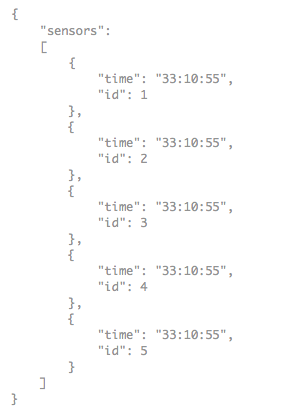 {
    "sensors":
    [
        {
            "time": "33:10:55",
            "id": 1
        },
        {
            "time": "33:10:55",
            "id": 2
        },
        {
            "time": "33:10:55",
            "id": 3
        },
        {
            "time": "33:10:55",
            "id": 4
        },
        {
            "time": "33:10:55",
            "id": 5
        }
    ]
}